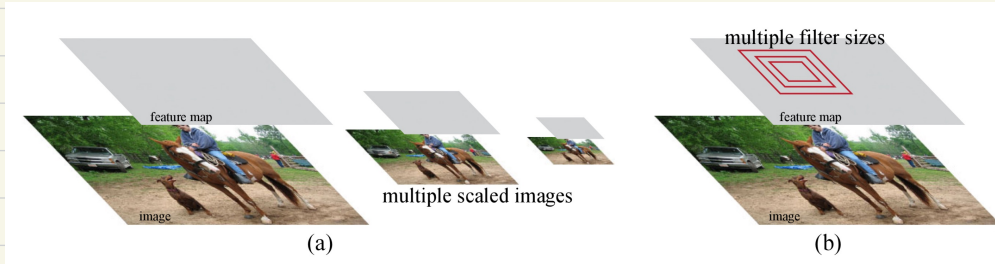 feature map
image
multiple scaled images
(a)
multiple filter sizes
feature map
image
(b)